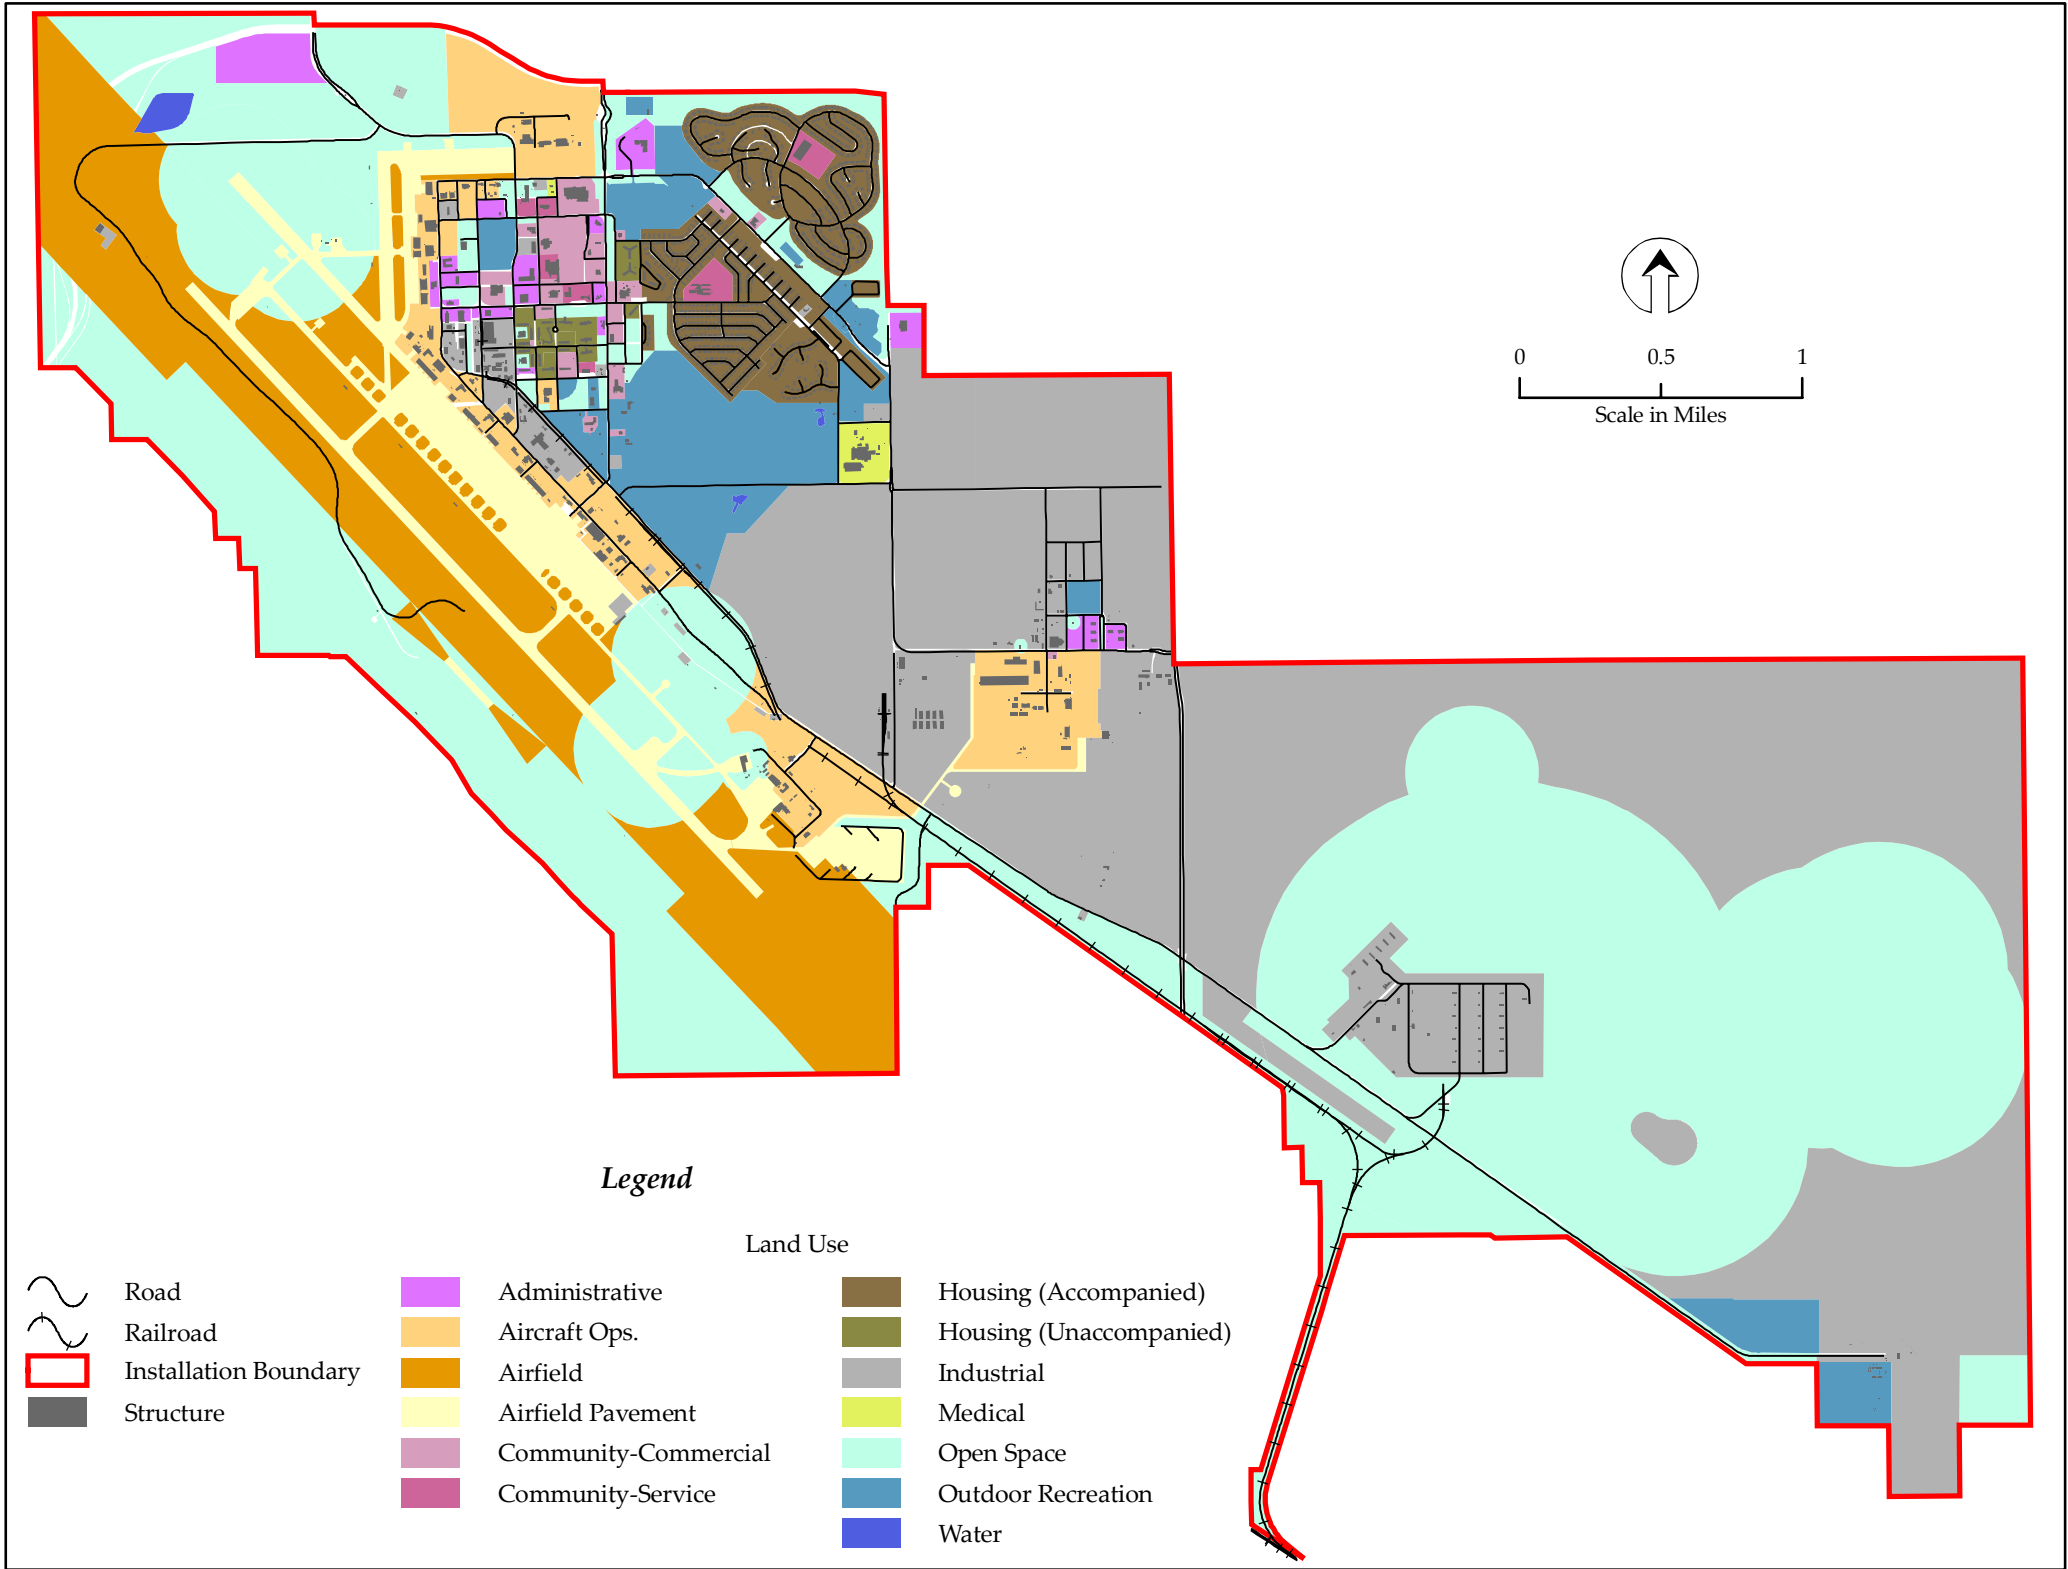 0 0.5 1
Scale in Miles
Legend
Land Use
Road
Railroad
Installation Boundary
Structure
Administrative
Aircraft Ops.
Airfield
Airfield Pavement
Community-Commercial
Community-Service
Housing (Accompanied)
Housing (Unaccompanied)
Industrial
Medical
Open Space
Outdoor Recreation
Water